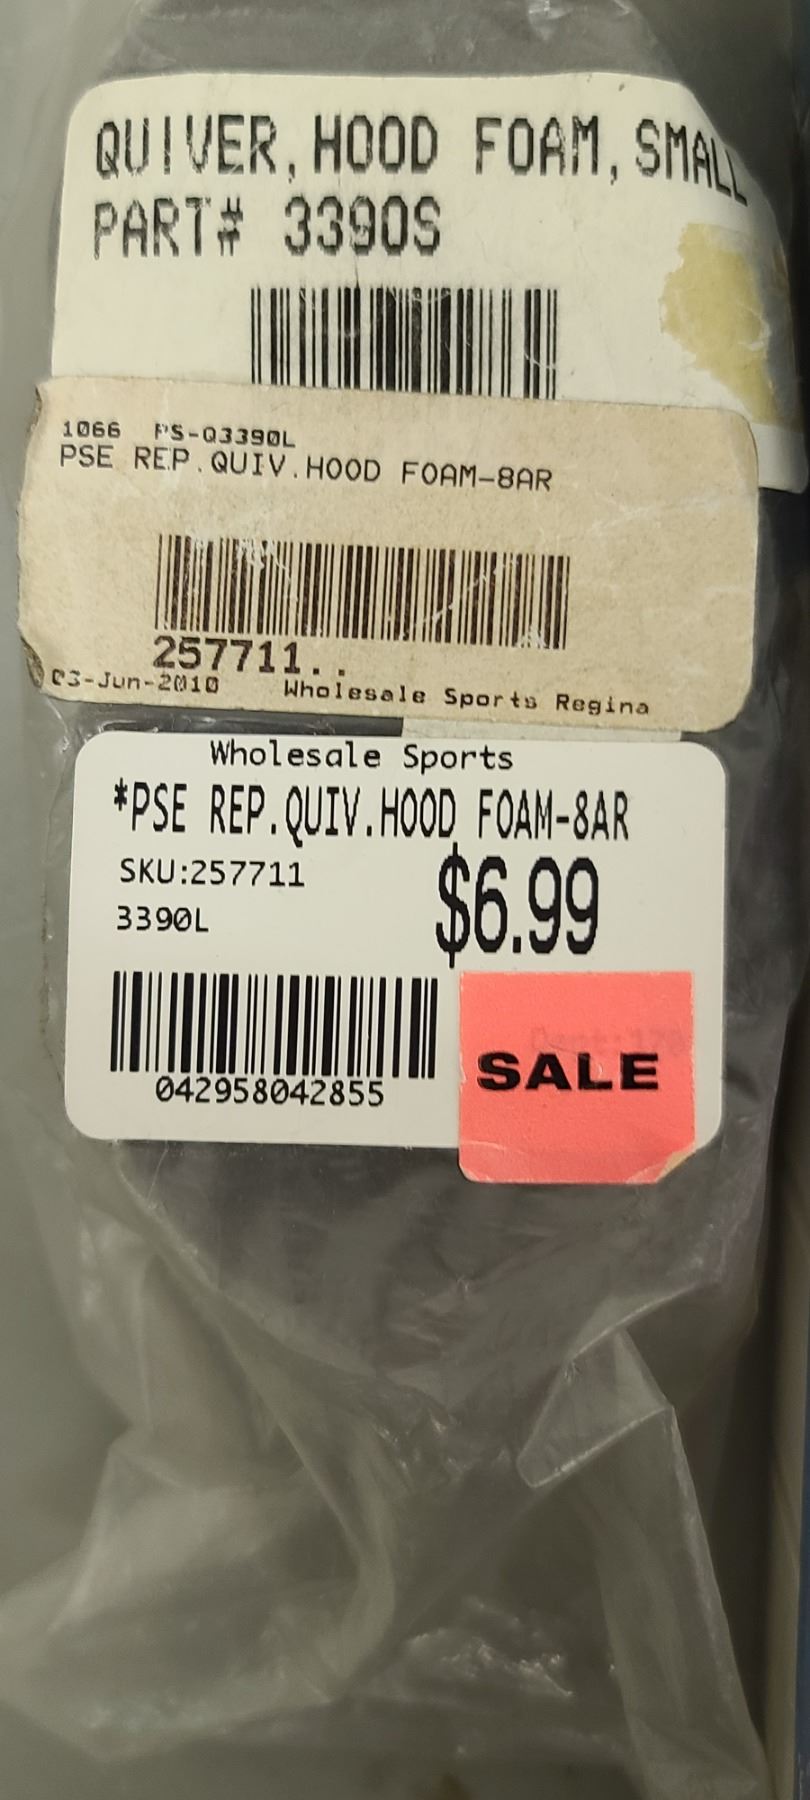 QUIVER, HOOD FOAM, SMALL
PART# 3390S
1066 PS-Q3390L
PSE REP.QUIV.HOOD FOAM-8AR
257711..
03-Jun-2010 Wholesale Sports Regina
Wholesale Sports
*PSE REP.QUIV.HOOD FOAM-8AR
SKU:257711
$6.99
3390L
SALE
042958042855